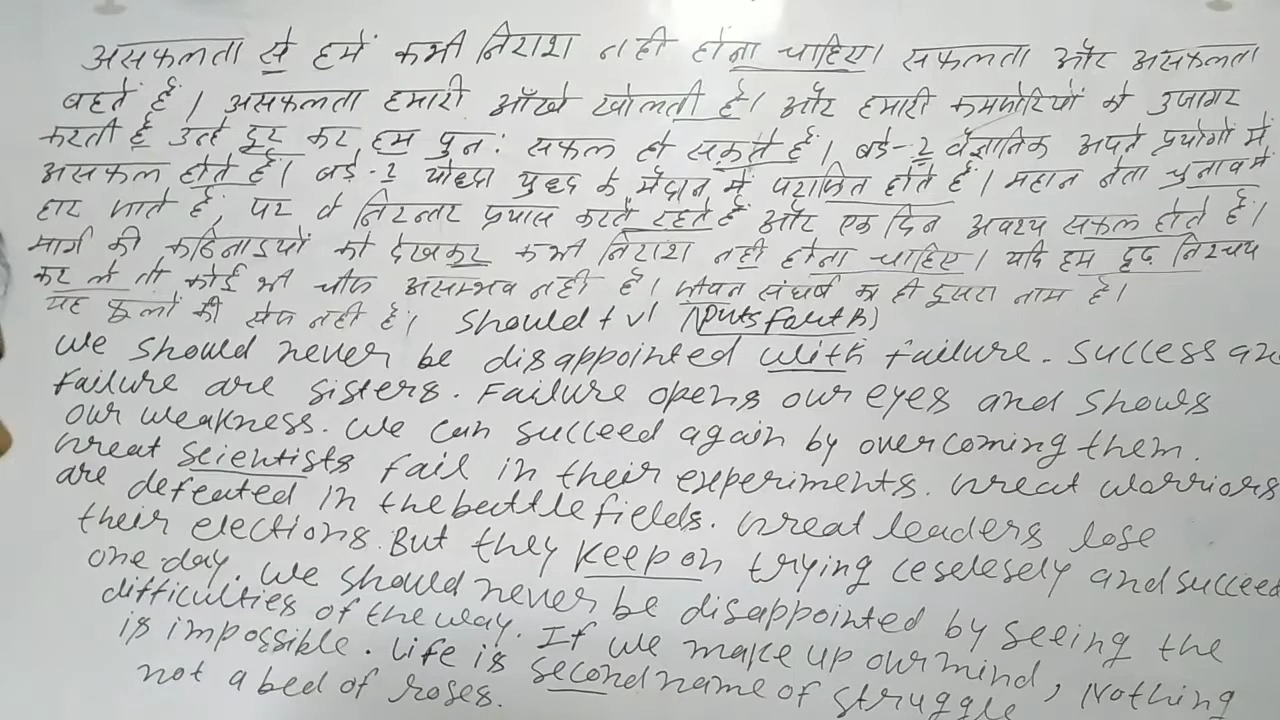 असफलता से हमें कभी निराश नही होना चाहिए। सफलता और असफलता
बहते हैं। असफलता हमारी आँखे खोलती है। और हमारी कमजोरियों को उजागर
करती है उन्हे दूर कर हम पुन: सफल हो सकते हैं। बड़े-2 वैज्ञानिक अपने प्रयोगों में
असफल होते हैं। बड़े-2 योध्दा युध्द के मैदान में पराजित होते हैं। महान नेता चुनाव में
हार जाते हैं, पर वे निरन्तर प्रयास करते रहते हैं और एक दिन अवश्य सफल होते हैं।
मार्ग की कठिनाइयों को देखकर कभी निराश नही होना चाहिए। यदि हम दृढ निश्चय
कर ले तो कोई भी चीज असम्भव नही है। जीवन संघर्ष का ही दूसरा नाम है।
यह फूलों की सेज नही है। Should + V1 (Puts Fourth)
We should never be disappointed with failure. Success an
Failure are sisters. Failure opens our eyes and shows
our weakness. We can succeed again by overcoming them.
Great Scientists fail in their experiments. Great warriors
are defeated in the battle fields. Great leaders lose
their elections. But they keep on trying ceselesely and succeed
one day. We should never be disappointed by seeing the
difficulties of the way. If we make up our mind, Nothing
is impossible. Life is second name of struggle
not a bed of roses.